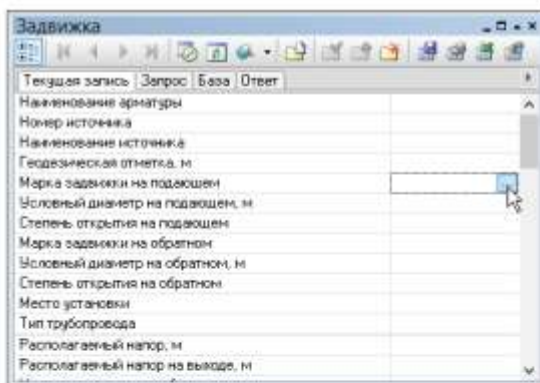 Задвижка
Текущая запись Запрос База Ответ
Наименование арматуры
Номер источника
Наименование источника
Геодезическая отметка, м
Марка задвижки на подающем
Условный диаметр на подающем, м
Степень открытия на подающем
Марка задвижки на обратном
Условный диаметр на обратном, м
Степень открытия на обратном
Место установки
Тип трубопровода
Располагаемый напор, м
Располагаемый напор на выходе, м